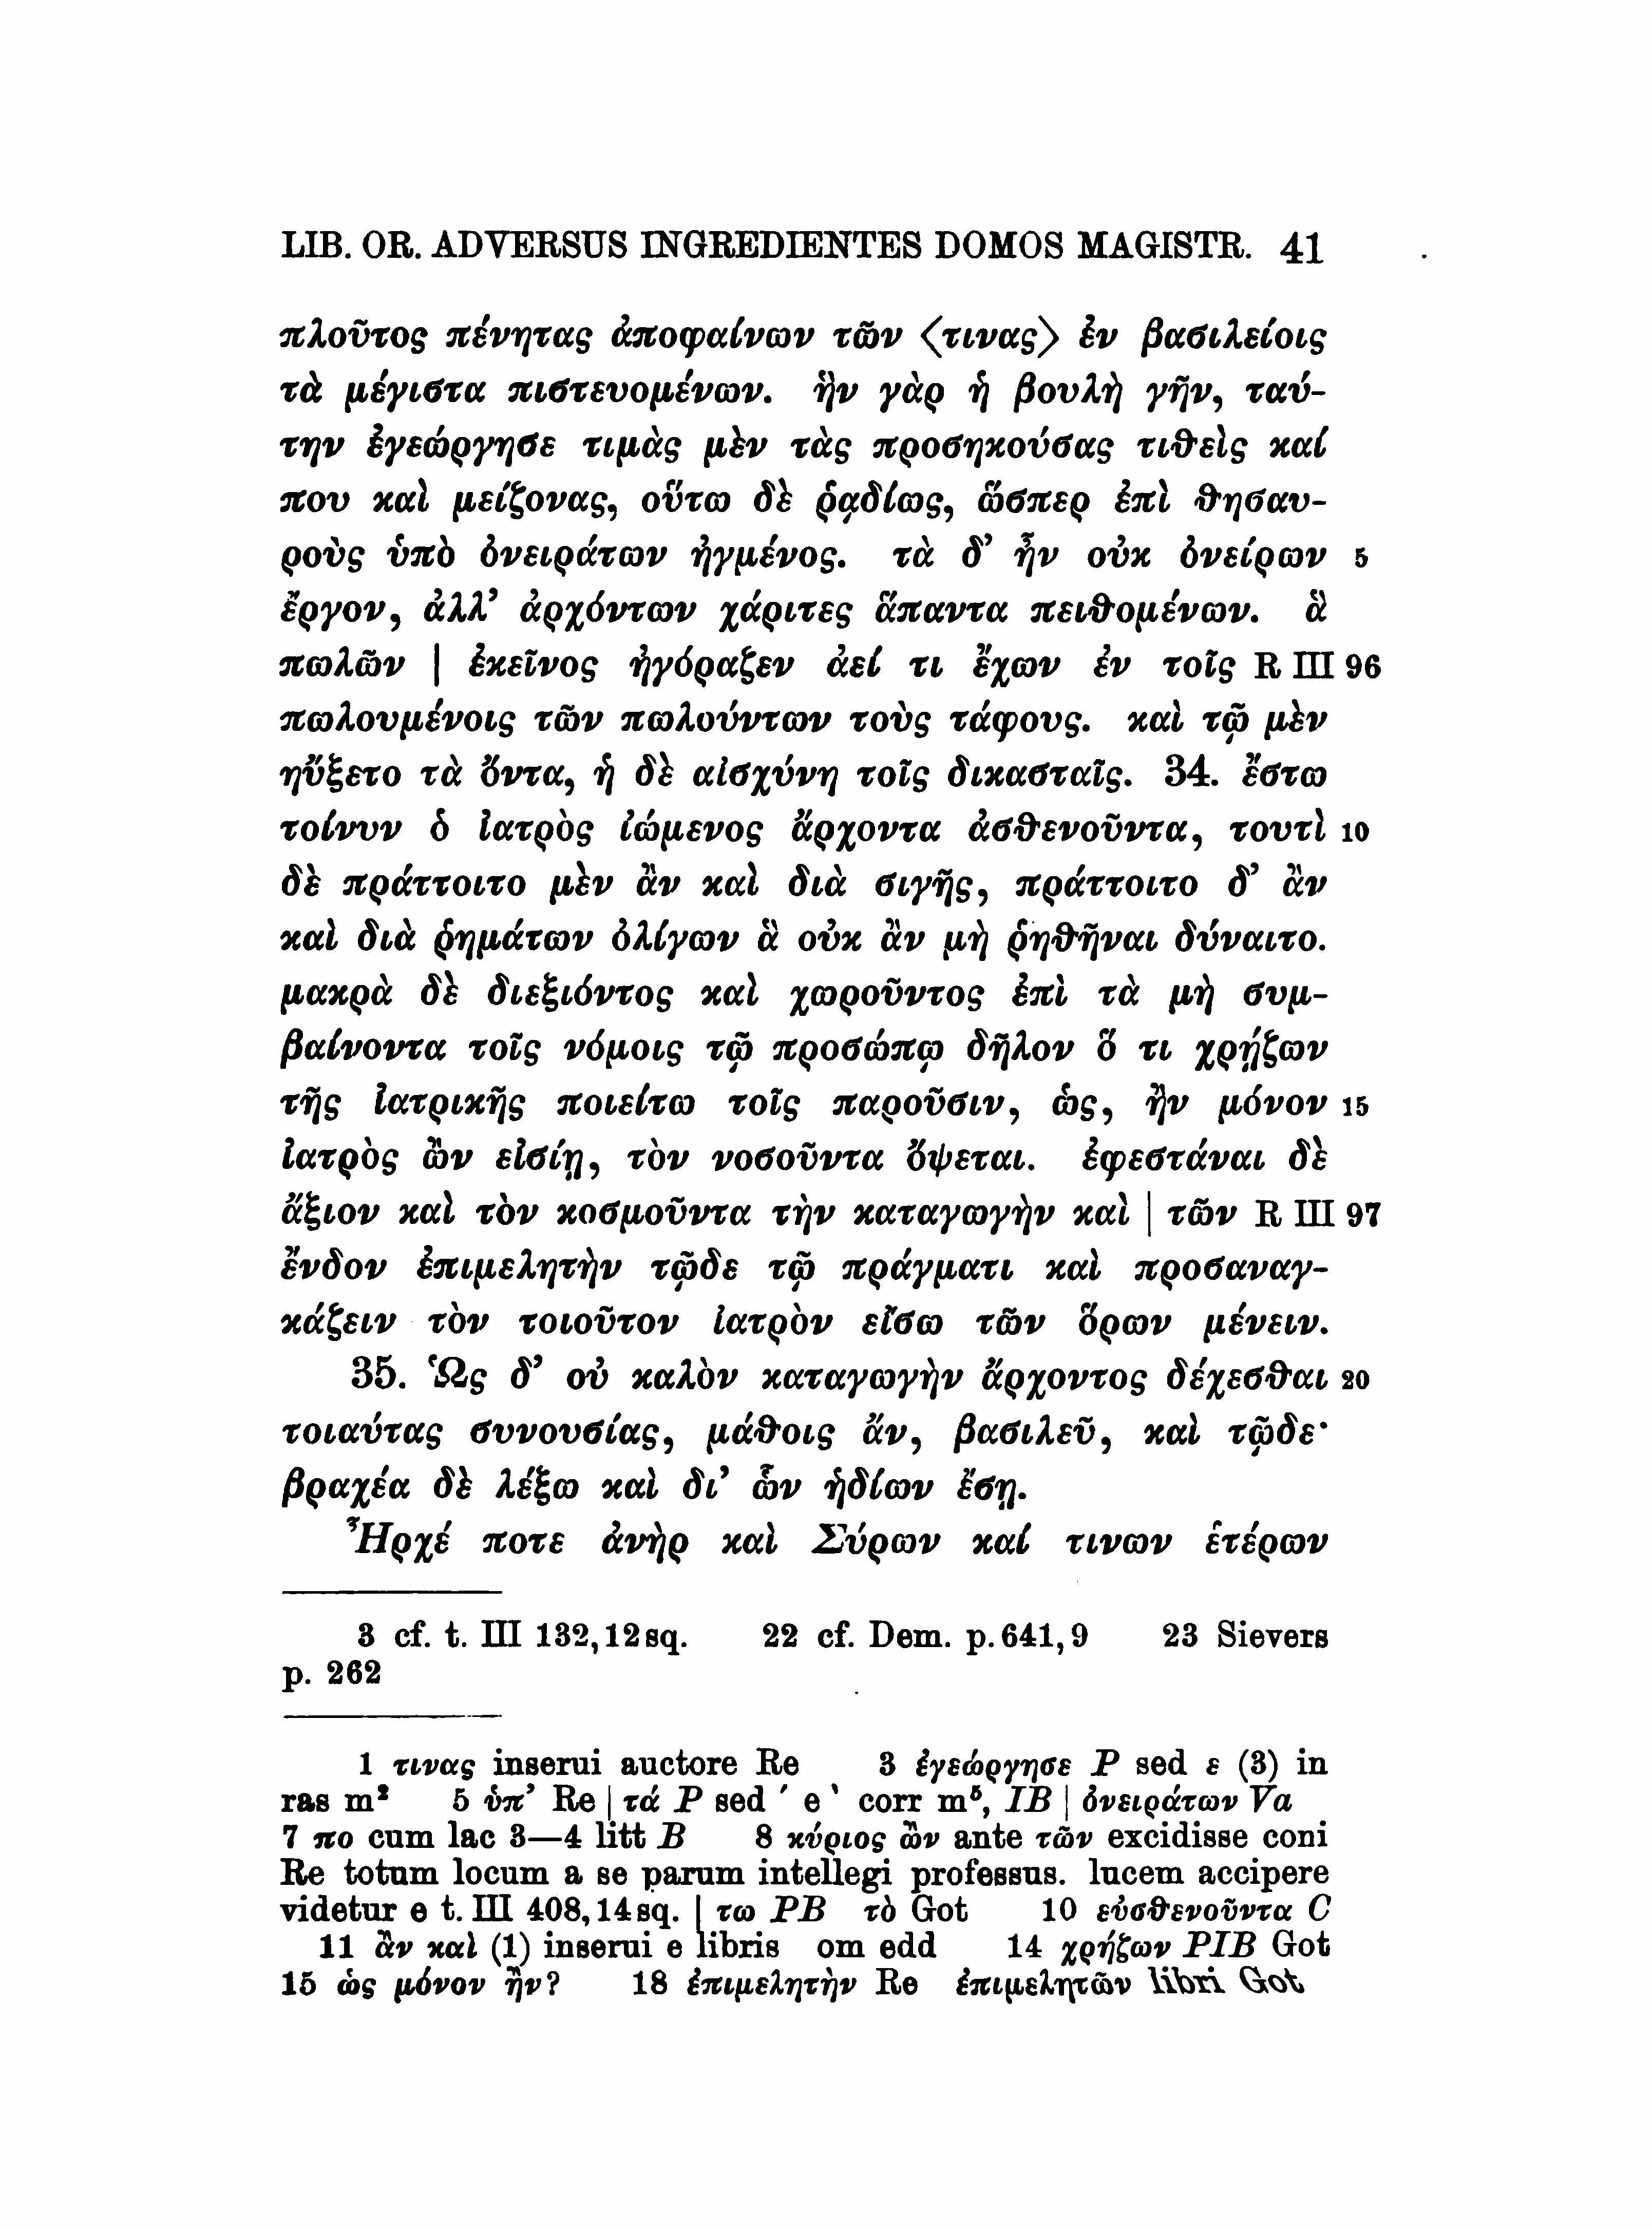 LIB. OR. ADVERSUS INGREDIENTES DOMOS MAGISTR. 41
πλοῦτος πένητας ἀποφαίνων τῶν ⟨τινας⟩ ἐν βασιλείοις
τὰ μέγιστα πιστευομένων. ἣν γὰρ ἡ βουλὴ γῆν, ταύ-
την ἐγεώργησε τιμὰς μὲν τὰς προσηκούσας τιθεὶς καί
που καὶ μείζονας, οὕτω δὲ ῥᾳδίως, ὥσπερ ἐπὶ θησαυ-
ροὺς ὑπὸ ὀνειράτων ἠγμένος. τὰ δ’ ἦν οὐκ ὀνείρων 5
ἔργον, ἀλλ’ ἀρχόντων χάριτες ἅπαντα πειθομένων. ἃ
πωλῶν | ἐκεῖνος ἠγόραζεν ἀεί τι ἔχων ἐν τοῖς R III 96
πωλουμένοις τῶν πωλούντων τοὺς τάφους. καὶ τῷ μὲν
ηὔξετο τὰ ὄντα, ἡ δὲ αἰσχύνη τοῖς δικασταῖς. 34. ἔστω
τοίνυν ὁ ἰατρὸς ἰώμενος ἄρχοντα ἀσθενοῦντα, τουτὶ 10
δὲ πράττοιτο μὲν ἂν καὶ διὰ σιγῆς, πράττοιτο δ’ ἂν
καὶ διὰ ῥημάτων ὀλίγων ἃ οὐκ ἂν μὴ ῥηθῆναι δύναιτο.
μακρὰ δὲ διεξιόντος καὶ χωροῦντος ἐπὶ τὰ μὴ συμ-
βαίνοντα τοῖς νόμοις τῷ προσώπῳ δῆλον ὅ τι χρῄζων
τῆς ἰατρικῆς ποιείτω τοῖς παροῦσιν, ὡς, ἢν μόνον 15
ἰατρὸς ὢν εἰσίῃ, τὸν νοσοῦντα ὄψεται. ἐφεστάναι δὲ
ἄξιον καὶ τὸν κοσμοῦντα τὴν καταγωγὴν καὶ | τῶν R III 97
ἔνδον ἐπιμελητὴν τῷδε τῷ πράγματι καὶ προσαναγ-
κάζειν τὸν τοιοῦτον ἰατρὸν εἴσω τῶν ὅρων μένειν.
35. Ὡς δ’ οὐ καλὸν καταγωγὴν ἄρχοντος δέχεσθαι 20
τοιαύτας συνουσίας, μάθοις ἄν, βασιλεῦ, καὶ τῷδε·
βραχέα δὲ λέξω καὶ δι’ ὧν ἡδίων ἔσῃ.
Ἦρχέ ποτε ἀνὴρ καὶ Σύρων καί τινων ἑτέρων
3 cf. t. III 132,12sq. 22 cf. Dem. p. 641,9 23 Sievers
p. 262
1 τινας inserui auctore Re 3 ἐγεώργησε P sed ε (3) in
ras m² 5 ὑπ’ Re | τά P sed ´ e ` corr m⁵, IB | ὀνειράτων Va
7 πο cum lac 3—4 litt B 8 κύριος ὢν ante τῶν excidisse coni
Re totum locum a se parum intellegi professus. lucem accipere
videtur e t. III 408,14sq. | τω PB τὸ Got 10 εὐσθενοῦντα C
11 ἂν καὶ (1) inserui e libris om edd 14 χρήζων PIB Got
15 ὡς μόνον ἢν? 18 ἐπιμελητὴν Re ἐπιμελητῶν libri Got